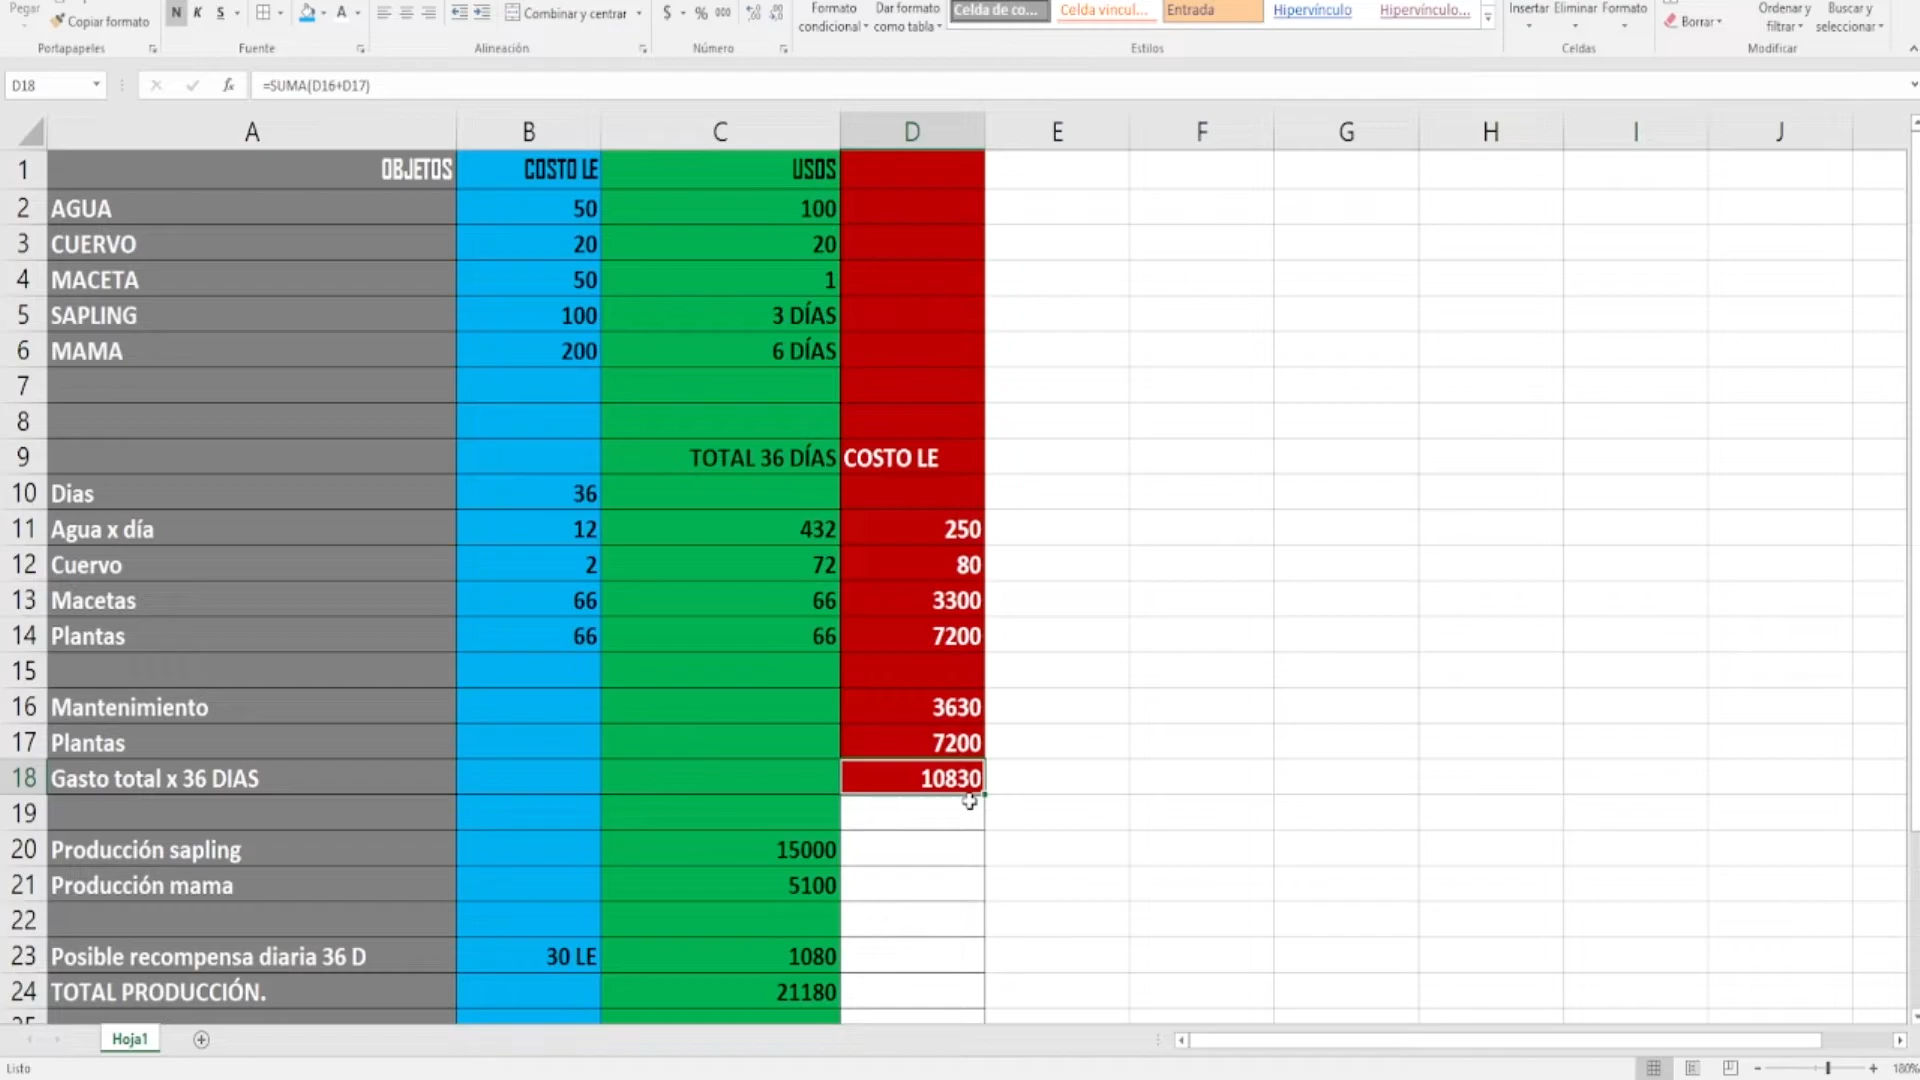 Pegar
Copiar formato
Portapapeles
N K S
A
Fuente
Combinar y centrar
Alineación
$ % 000
Número
Formato condicional
Dar formato como tabla
Celda de co...
Celda vincul...
Entrada
Hipervínculo
Hipervínculo...
Estilos
Insertar Eliminar Formato
Celdas
Borrar
Ordenar y filtrar
Buscar y seleccionar
Modificar
D18 fx =SUMA(D16+D17)
A B C D E F G H I J
1 OBJETOS COSTO LE USOS
2 AGUA 50 100
3 CUERVO 20 20
4 MACETA 50 1
5 SAPLING 100 3 DÍAS
6 MAMA 200 6 DÍAS
7
8
9 TOTAL 36 DÍAS COSTO LE
10 Dias 36
11 Agua x día 12 432 250
12 Cuervo 2 72 80
13 Macetas 66 66 3300
14 Plantas 66 66 7200
15
16 Mantenimiento 3630
17 Plantas 7200
18 Gasto total x 36 DIAS 10830
19
20 Producción sapling 15000
21 Producción mama 5100
22
23 Posible recompensa diaria 36 D 30 LE 1080
24 TOTAL PRODUCCIÓN. 21180
Hoja1
Listo
180%